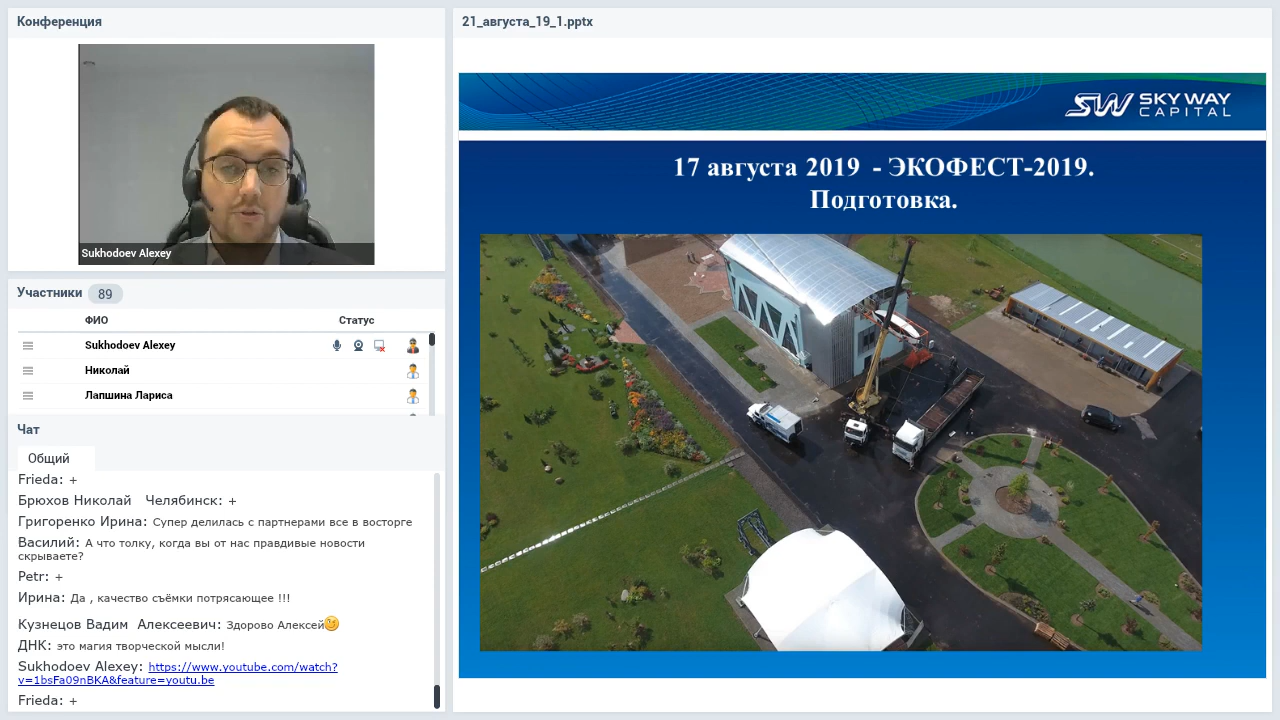 Конференция
Sukhodoev Alexey
Участники 89
ФИО Статус
Sukhodoev Alexey
Николай
Лапшина Лариса
Чат
Общий
Frieda: +
Брюхов Николай Челябинск: +
Григоренко Ирина: Супер делилась с партнерами все в восторге
Василий: А что толку, когда вы от нас правдивые новости
скрываете?
Petr: +
Ирина: Да , качество съёмки потрясающее !!!
Кузнецов Вадим Алексеевич: Здорово Алексей
ДНК: это магия творческой мысли!
Sukhodoev Alexey: https://www.youtube.com/watch?
v=1bsFa09nBKA&feature=youtu.be
Frieda: +
21_августа_19_1.pptx
SW SKY WAY
CAPITAL
17 августа 2019 - ЭКОФЕСТ-2019.
Подготовка.